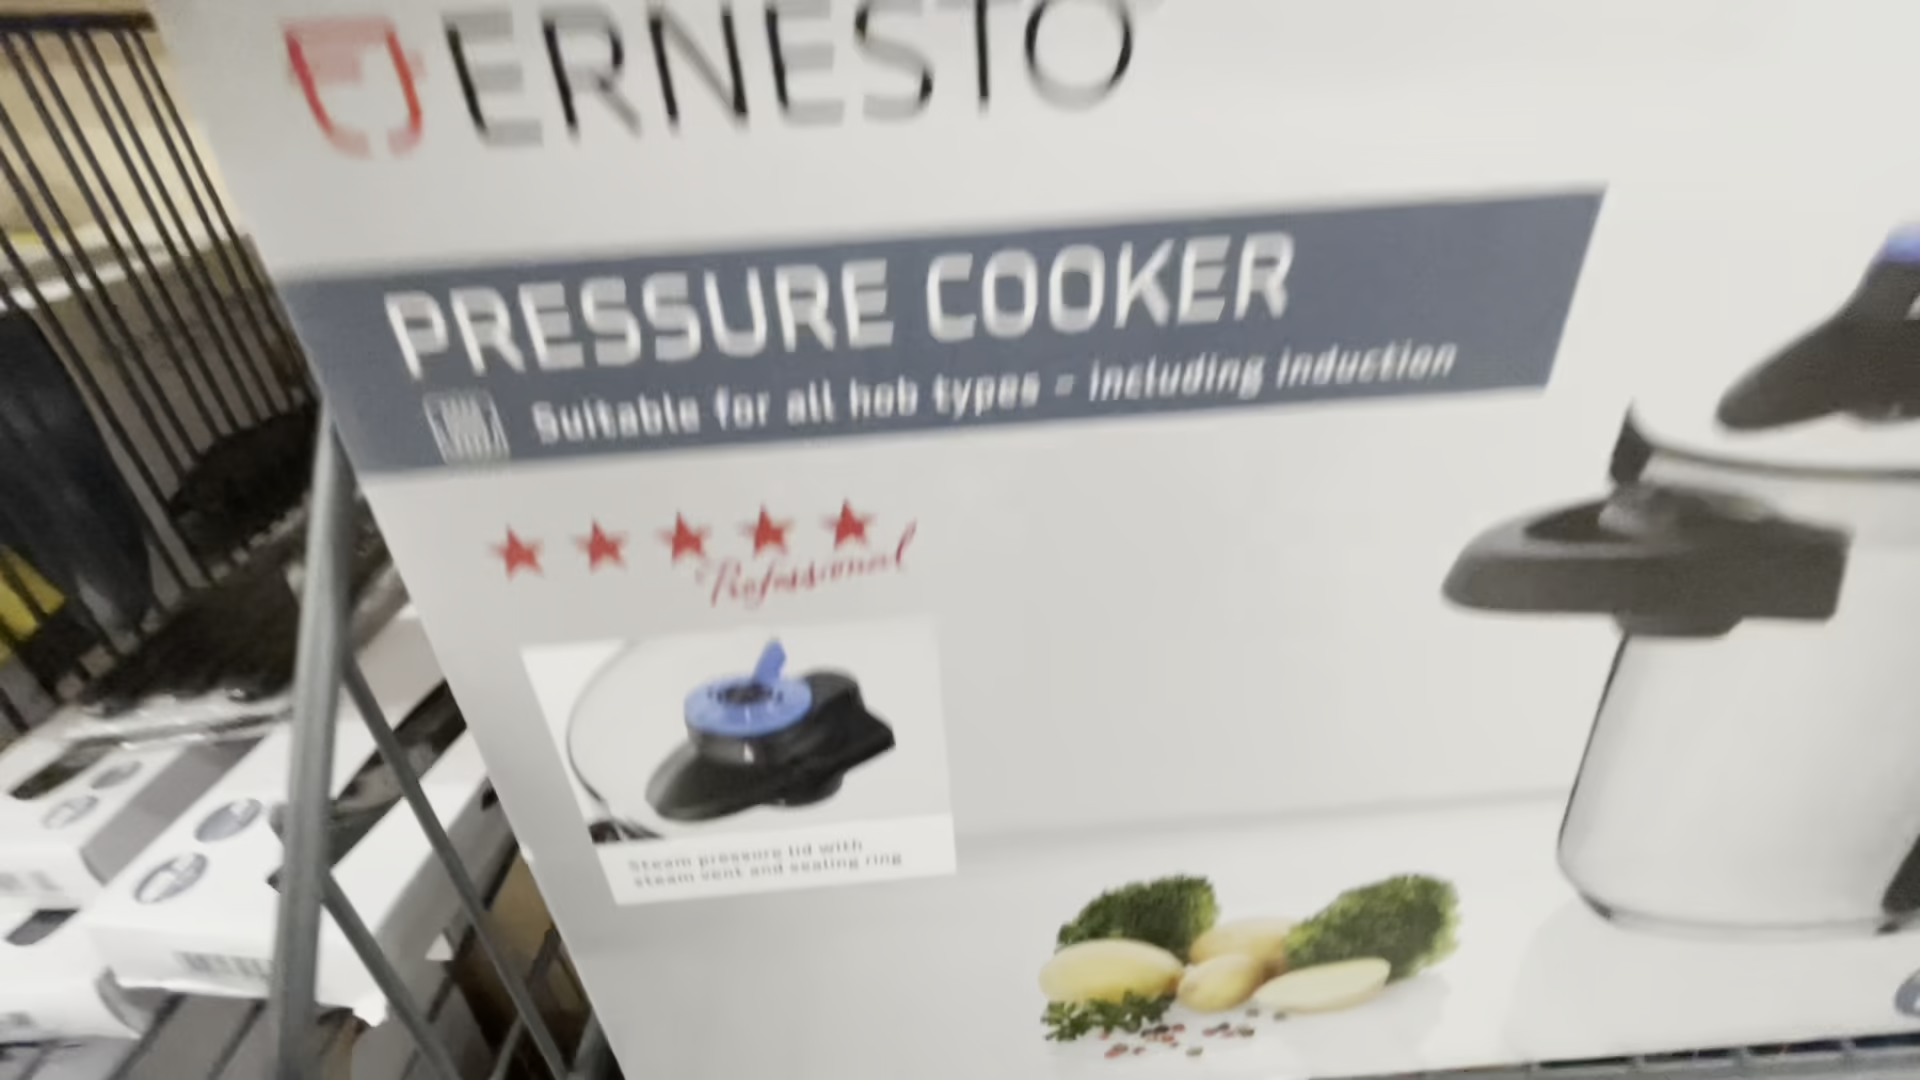 ERNESTO
PRESSURE COOKER
Suitable for all hob types - including induction
Professional
Steam pressure lid with
steam vent and sealing ring